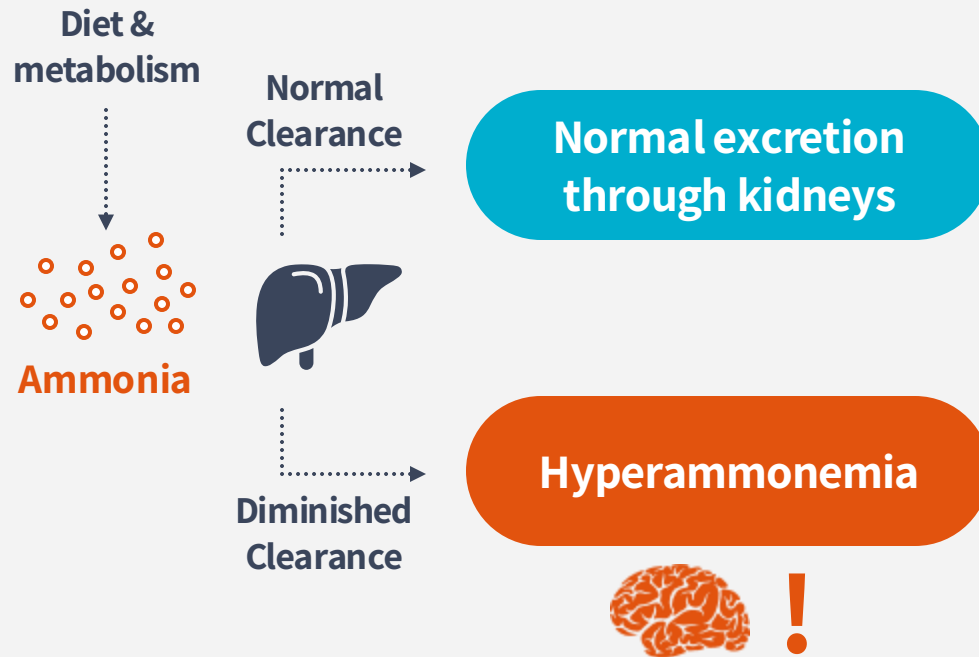 Diet &
metabolism
Normal
Clearance
Normal excretion
through kidneys
Ammonia
Hyperammonemia
Diminished
Clearance
!